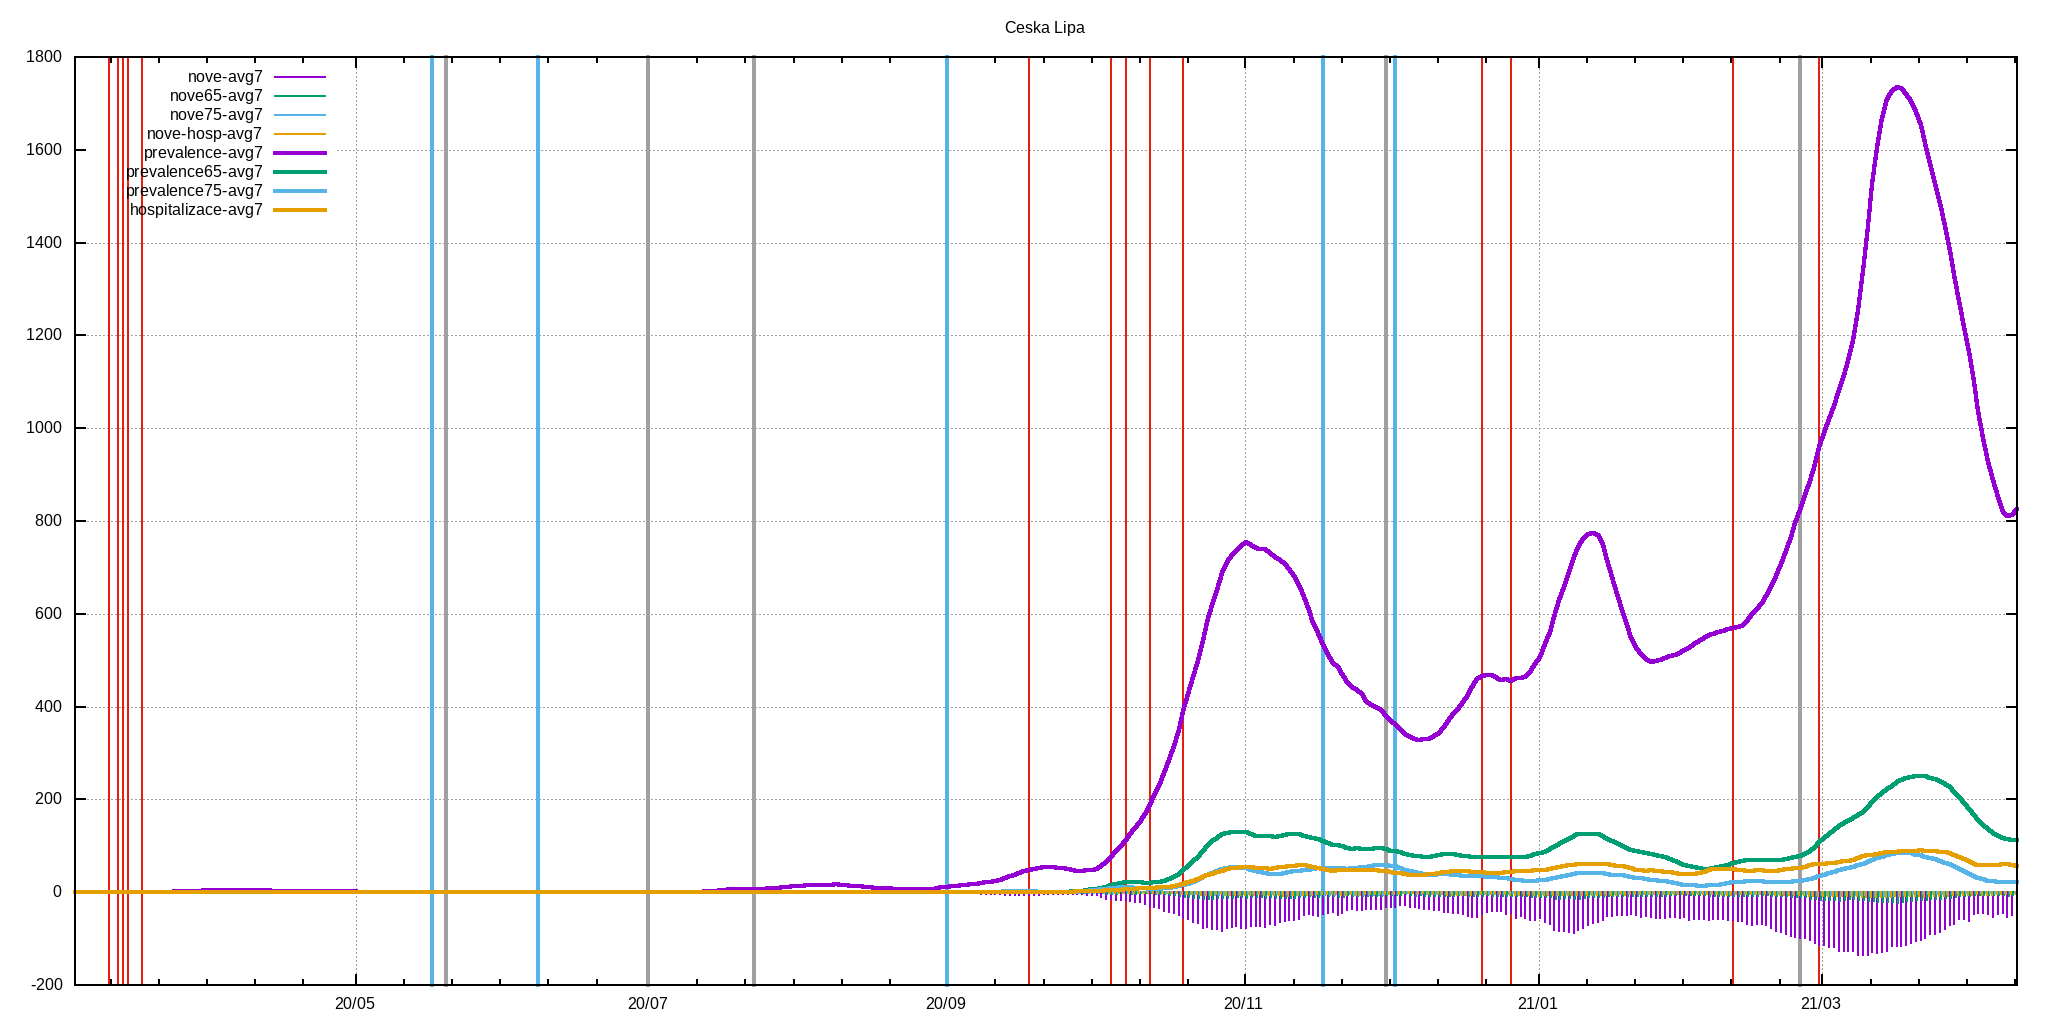 Ceska Lipa
1800
1600
1400
1200
1000
800
600
400
200
0
-200
nove-avg7
nove65-avg7
nove75-avg7
nove-hosp-avg7
prevalence-avg7
prevalence65-avg7
prevalence75-avg7
hospitalizace-avg7
20/05 20/07 20/09 20/11 21/01 21/03